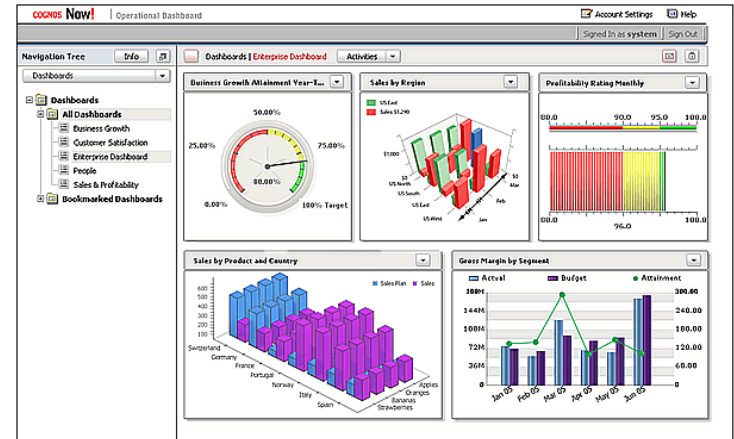 COGNOS Now! | Operational Dashboard
Account Settings Help
Signed In as system Sign Out
Navigation Tree Info
Dashboards | Enterprise Dashboard Activities
Dashboards
Dashboards
All Dashboards
Business Growth
Customer Satisfaction
Enterprise Dashboard
People
Sales & Profitability
Bookmarked Dashboards
Business Growth Attainment Year-T...
50.00%
25.00% 75.00%
80.00%
0.00% 100% Target
Sales by Region
US East
Sales $1,290
$1,000
$0 $0
US North
US South
US East
US West
Jan Feb Mar
Profitability Rating Monthly
90.0 95.0 100.0
100.0
96.0
Sales by Product and Country
Sales Plan Sales
600
500
400
300
200
100
Switzerland
Germany
France
Portugal
Norway
Italy
Spain
Apples
Oranges
Bananas
Strawberries
Gross Margin by Segment
Actual Budget Attainment
180M 300.00
144M 240.00
108M 180.00
72M 120.00
36M 60.00
0 0
Jan 05 Feb 05 Mar 05 Apr 05 May 05 Jun 05